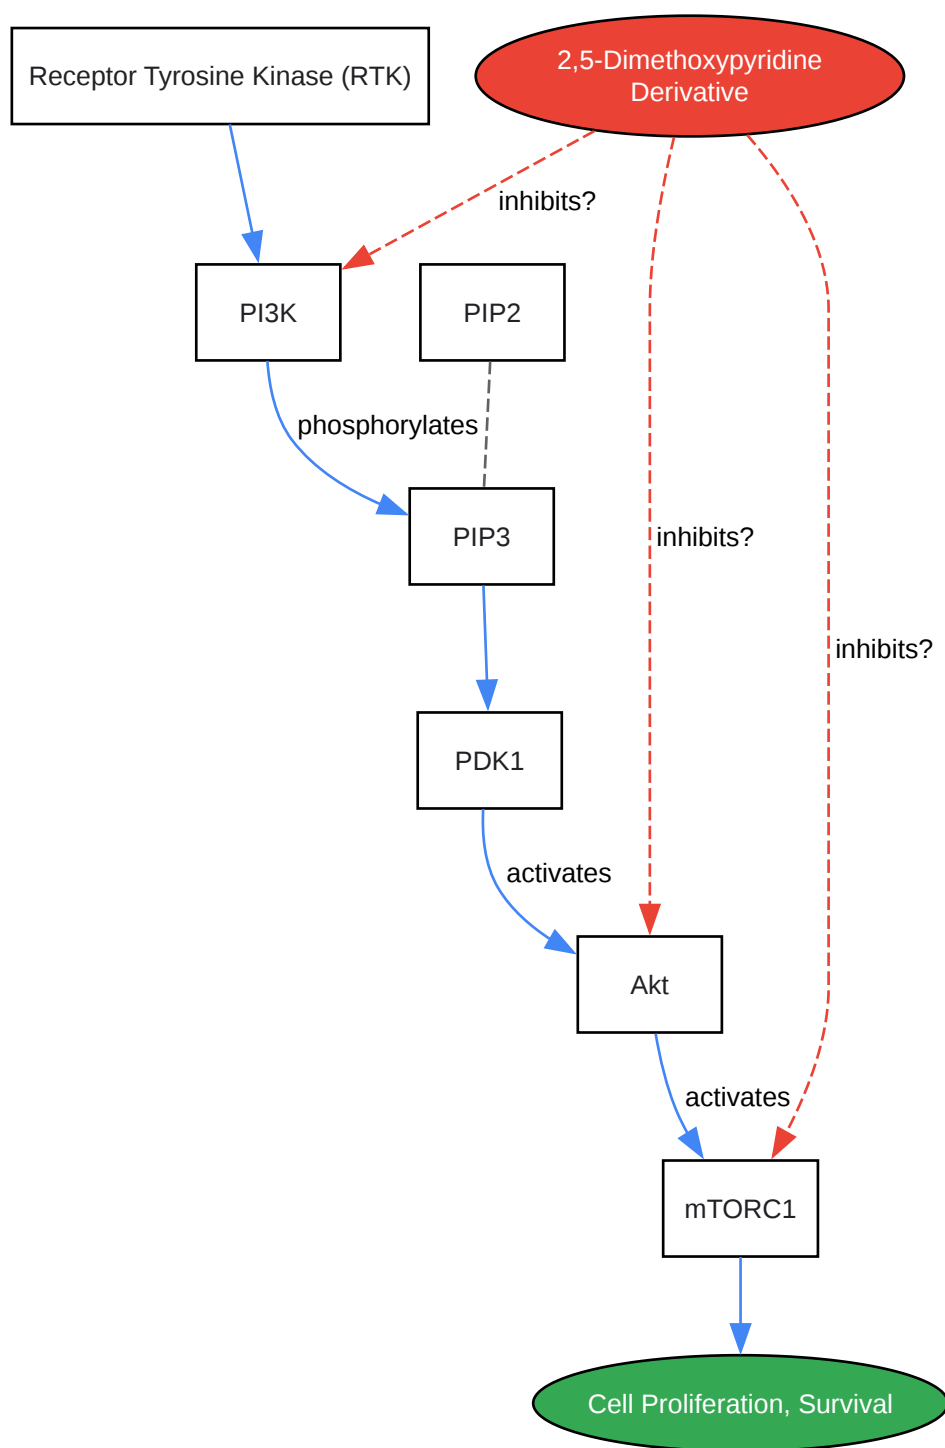 Receptor Tyrosine Kinase (RTK)
2,5-Dimethoxypyridine
Derivative
inhibits?
PI3K
PIP2
phosphorylates
PIP3
inhibits?
inhibits?
PDK1
activates
Akt
activates
mTORC1
Cell Proliferation, Survival